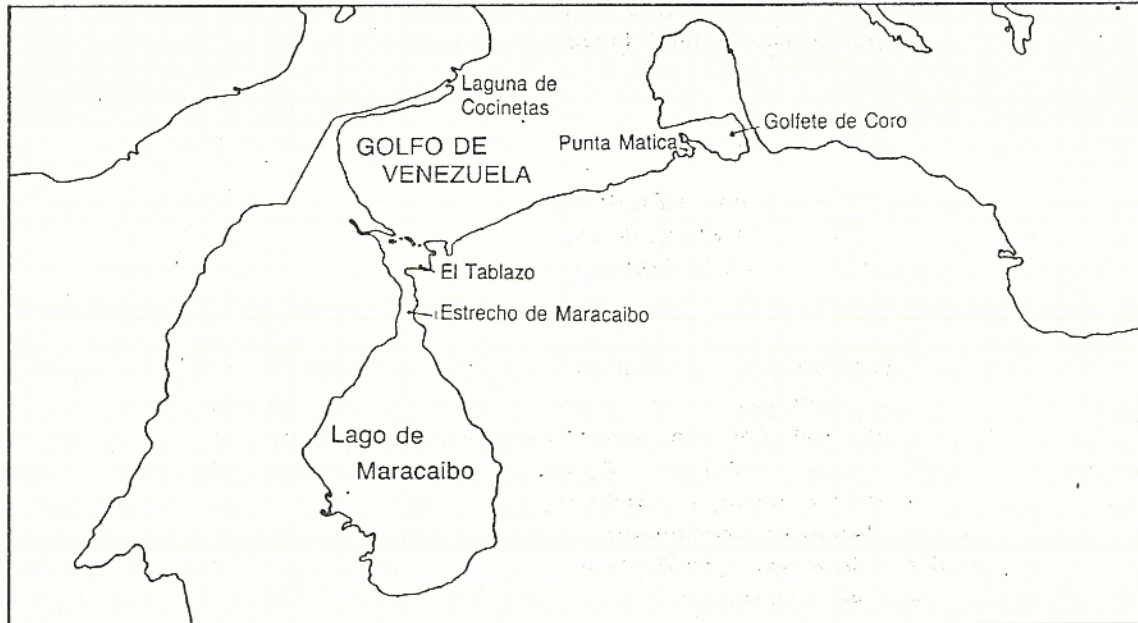 Laguna de
Cocinetas
Golfete de Coro
Punta Matica
GOLFO DE
VENEZUELA
El Tablazo
Estrecho de Maracaibo
Lago de
Maracaibo